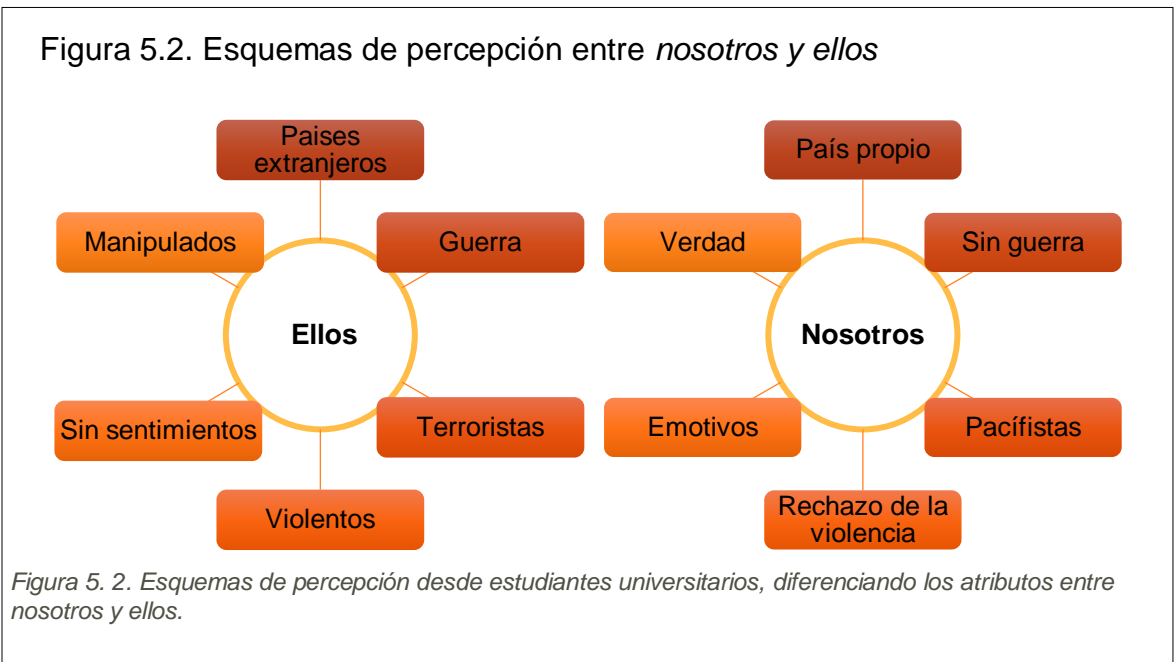 Figura 5.2. Esquemas de percepción entre nosotros y ellos
Paises
extranjeros
Manipulados
Guerra
Ellos
Sin sentimientos
Terroristas
Violentos
País propio
Verdad
Sin guerra
Nosotros
Emotivos
Pacífistas
Rechazo de la
violencia
Figura 5. 2. Esquemas de percepción desde estudiantes universitarios, diferenciando los atributos entre
nosotros y ellos.